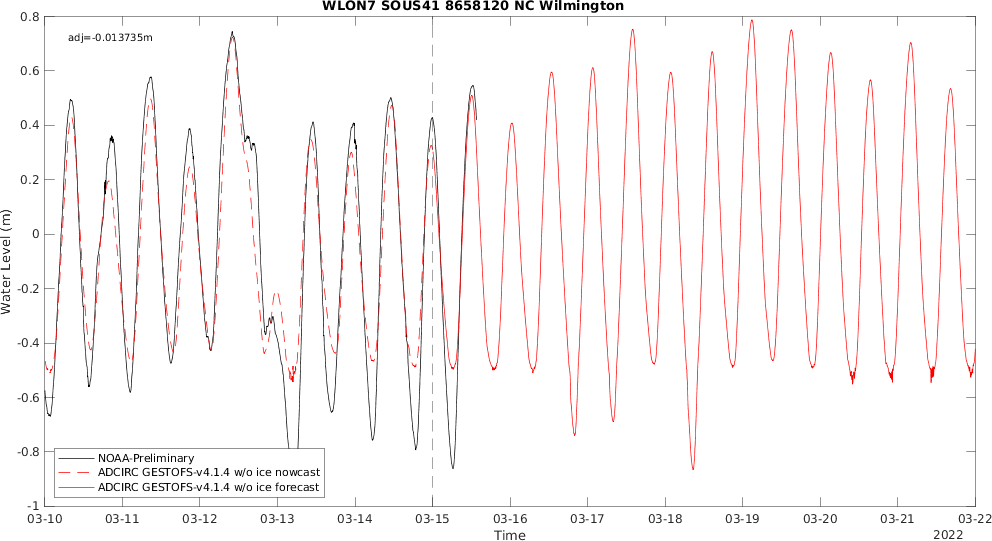 WLON7 SOUS41 8658120 NC Wilmington
adj=-0.013735m
0.8
0.6
0.4
0.2
0
-0.2
-0.4
-0.6
-0.8
-1
Water Level (m)
NOAA-Preliminary
ADCIRC GESTOFS-v4.1.4 w/o ice nowcast
ADCIRC GESTOFS-v4.1.4 w/o ice forecast
03-10 03-11 03-12 03-13 03-14 03-15 03-16 03-17 03-18 03-19 03-20 03-21 03-22
Time
2022